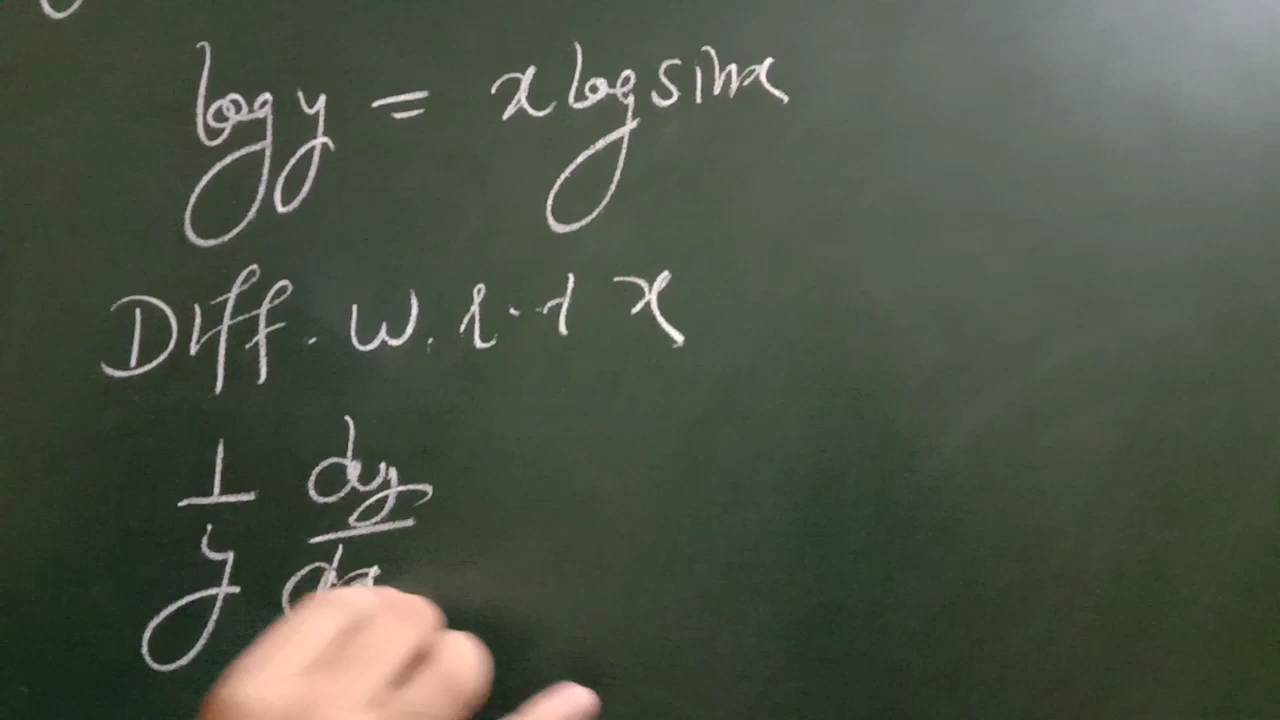 log y = x log sin x
Diff. w.r.t x
1/y dy/dx